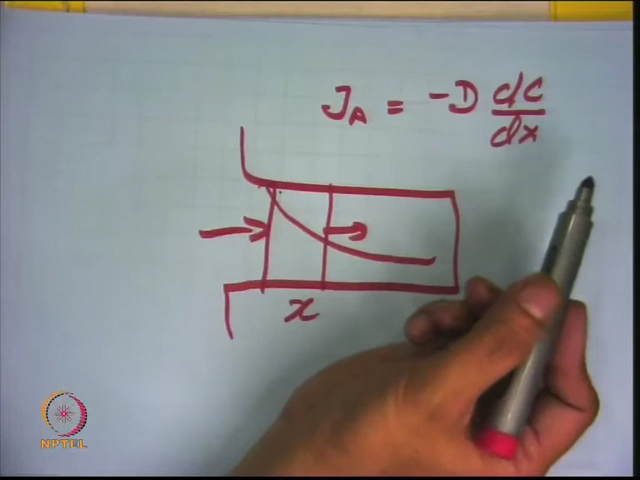 J_A = -D dC/dx
x
NPTEL